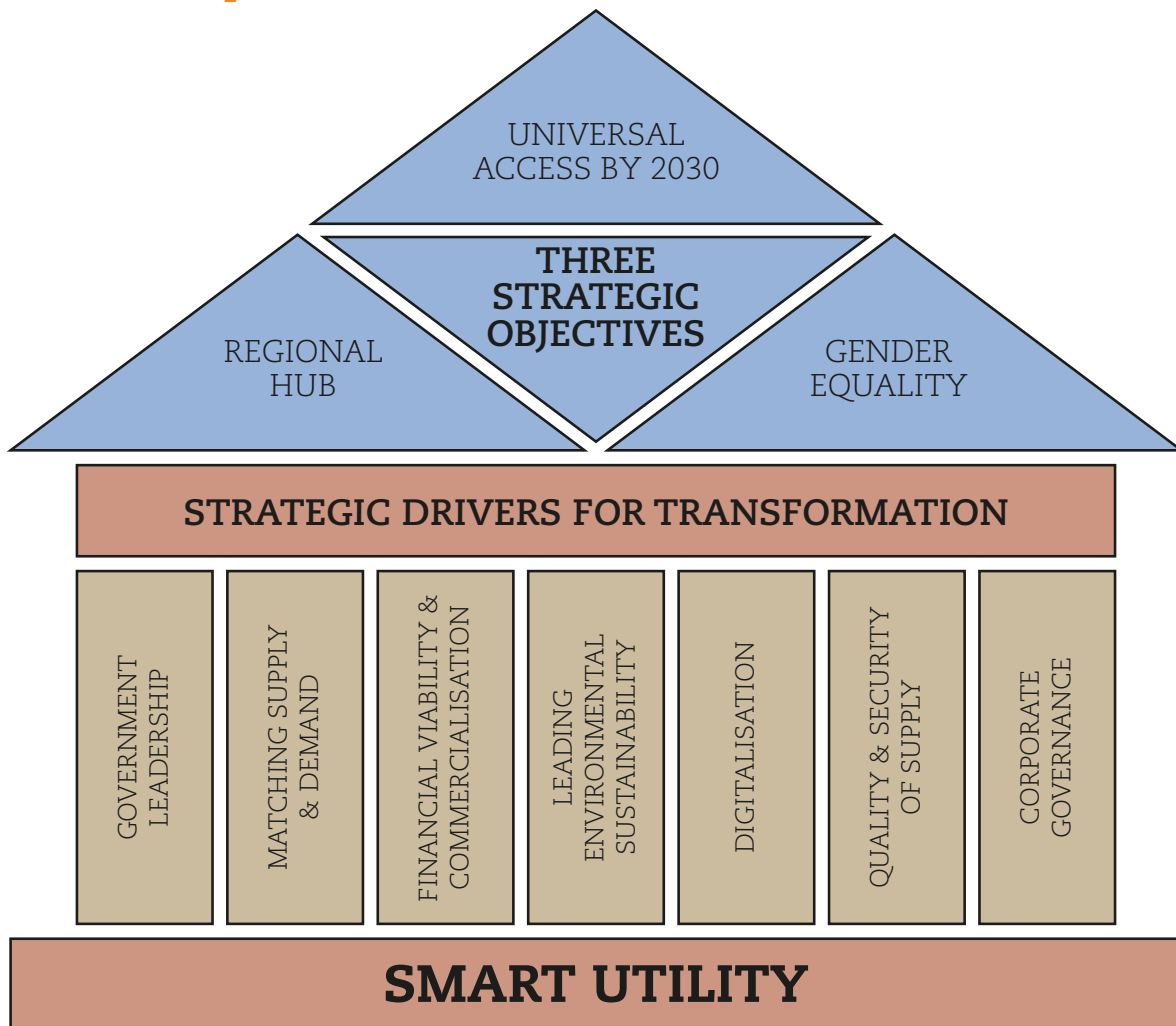 UNIVERSAL
ACCESS BY 2030
THREE
STRATEGIC
OBJECTIVES
REGIONAL
HUB
GENDER
EQUALITY
STRATEGIC DRIVERS FOR TRANSFORMATION
GOVERNMENT
LEADERSHIP
MATCHING SUPPLY
& DEMAND
FINANCIAL VIABILITY &
COMMERCIALISATION
LEADING
ENVIRONMENTAL
SUSTAINABILITY
DIGITALISATION
QUALITY & SECURITY
OF SUPPLY
CORPORATE
GOVERNANCE
SMART UTILITY